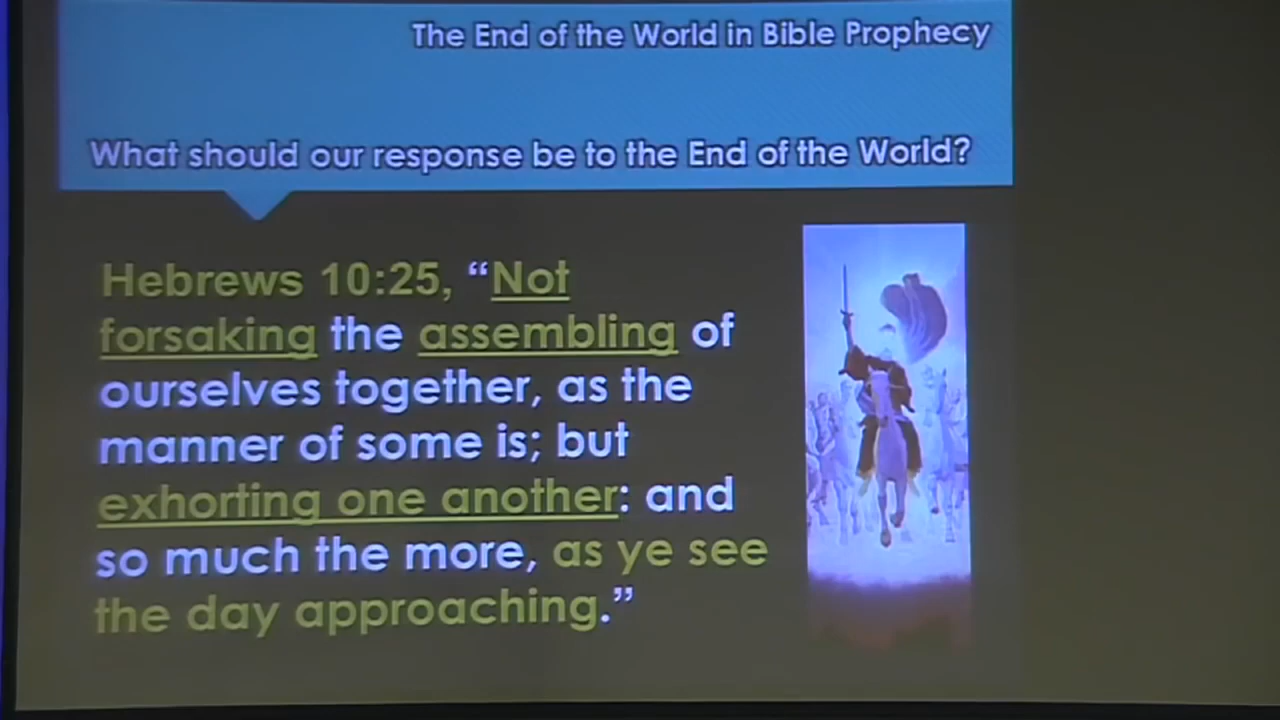 The End of the World in Bible Prophecy
What should our response be to the End of the World?
Hebrews 10:25, “Not
forsaking the assembling of
ourselves together, as the
manner of some is; but
exhorting one another: and
so much the more, as ye see
the day approaching.”